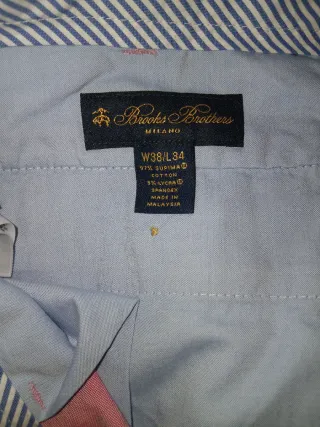 Brooks Brothers
MILANO
W38/L34
97% SUPIMA®
COTTON
3% LYCRA®
SPANDEX
MADE IN
MALAYSIA